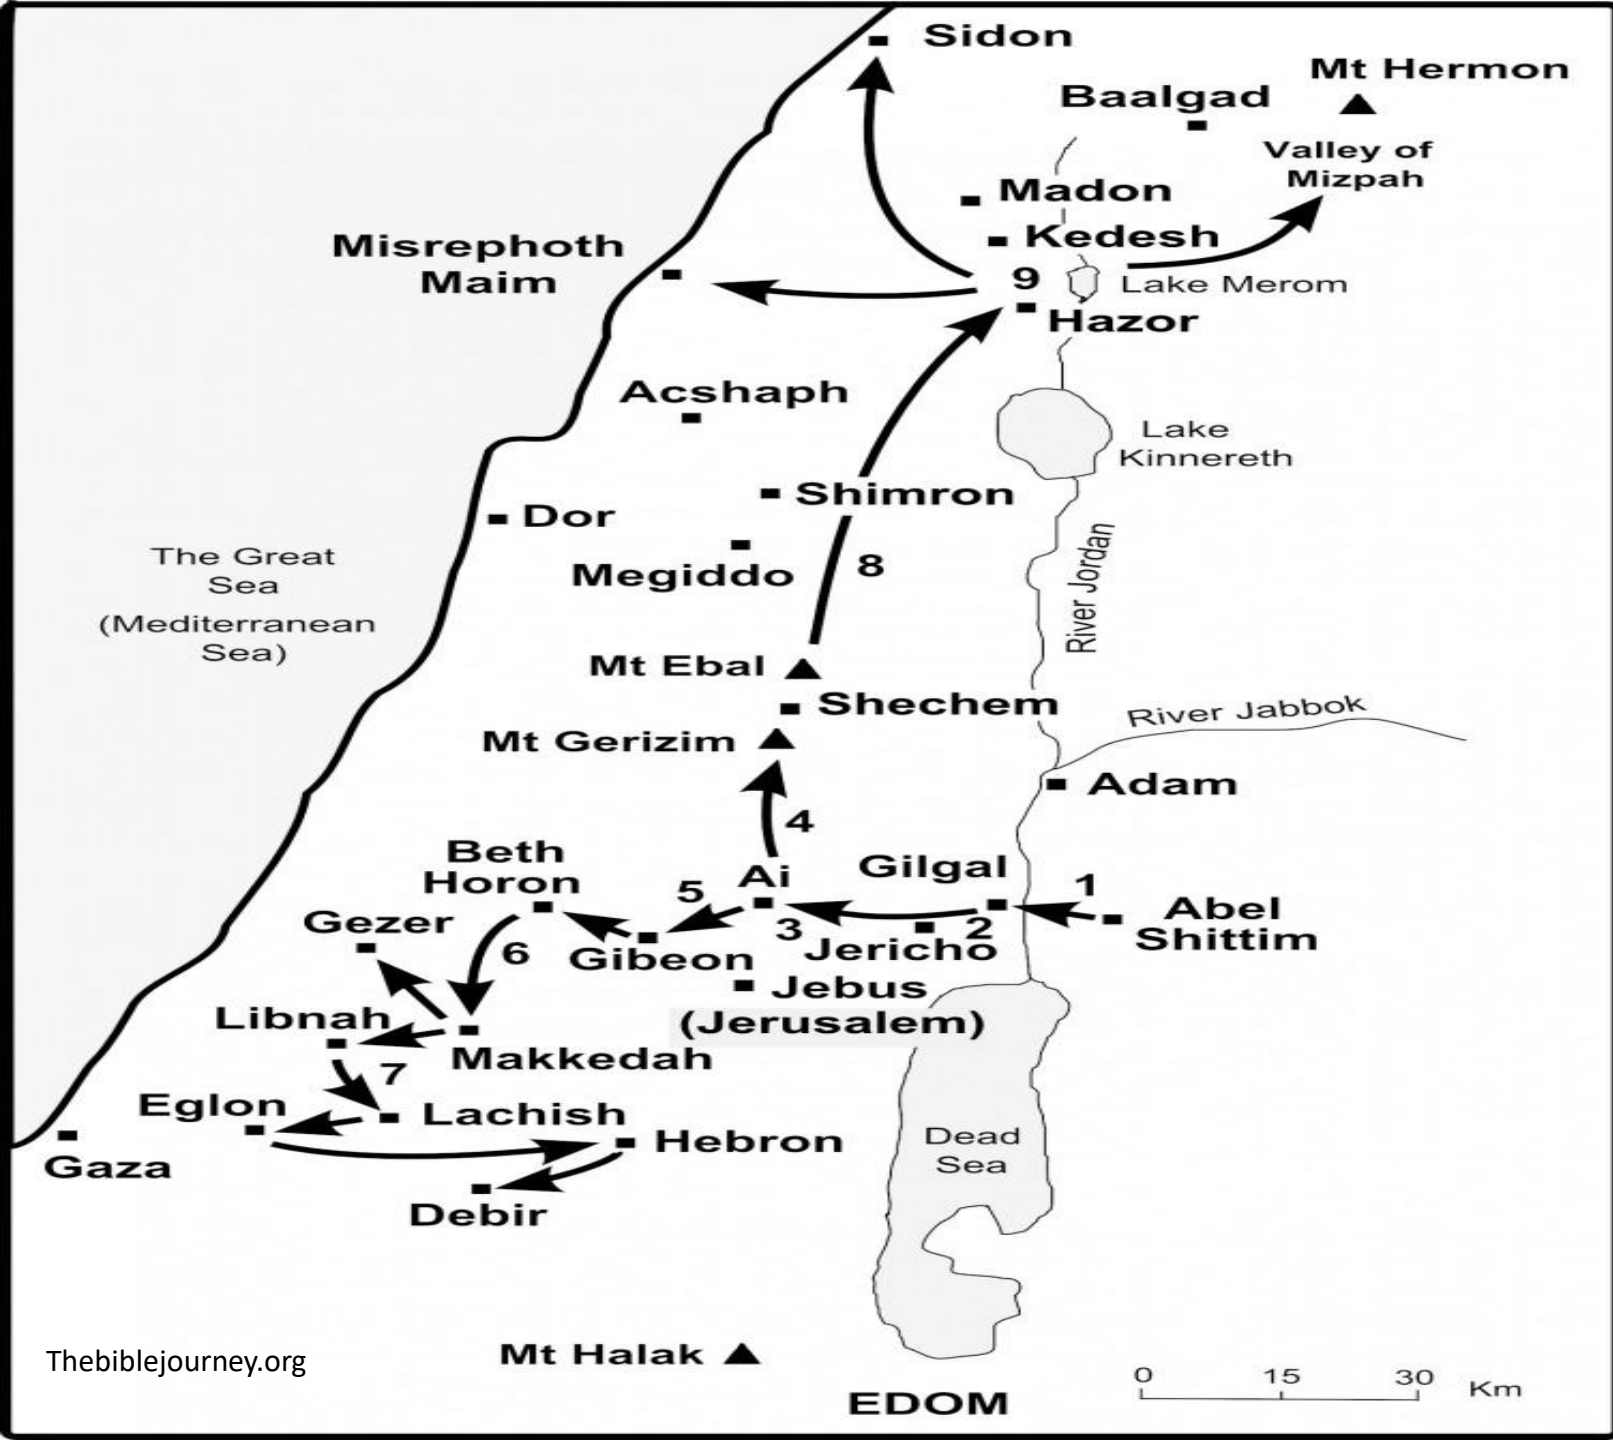 Sidon
Mt Hermon
Baalgad
Valley of
Mizpah
Madon
Kedesh
Misrephoth
Maim
9
Lake Merom
Hazor
Acshaph
Lake
Kinnereth
Shimron
Dor
The Great
Sea
(Mediterranean
Sea)
Megiddo
8
River Jordan
Mt Ebal
Shechem
River Jabbok
Mt Gerizim
Adam
4
Beth
Horon
Ai
Gilgal
5
1
Gezer
Abel
Shittim
3
2
6
Gibeon
Jericho
Jebus
(Jerusalem)
Libnah
Makkedah
7
Eglon
Lachish
Hebron
Dead
Sea
Gaza
Debir
Thebiblejourney.org
Mt Halak
EDOM
0 15 30 Km